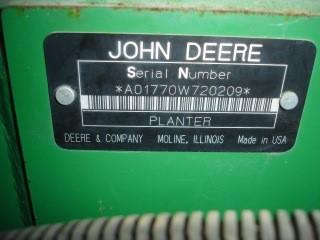 JOHN DEERE
Serial Number
*A01770W720209*
PLANTER
DEERE & COMPANY MOLINE, ILLINOIS Made in USA